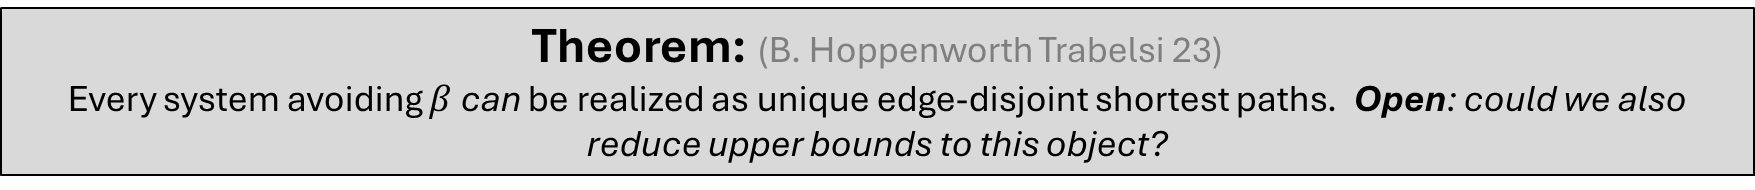 Theorem: (B. Hoppenworth Trabelsi 23)
Every system avoiding β can be realized as unique edge-disjoint shortest paths. Open: could we also
reduce upper bounds to this object?